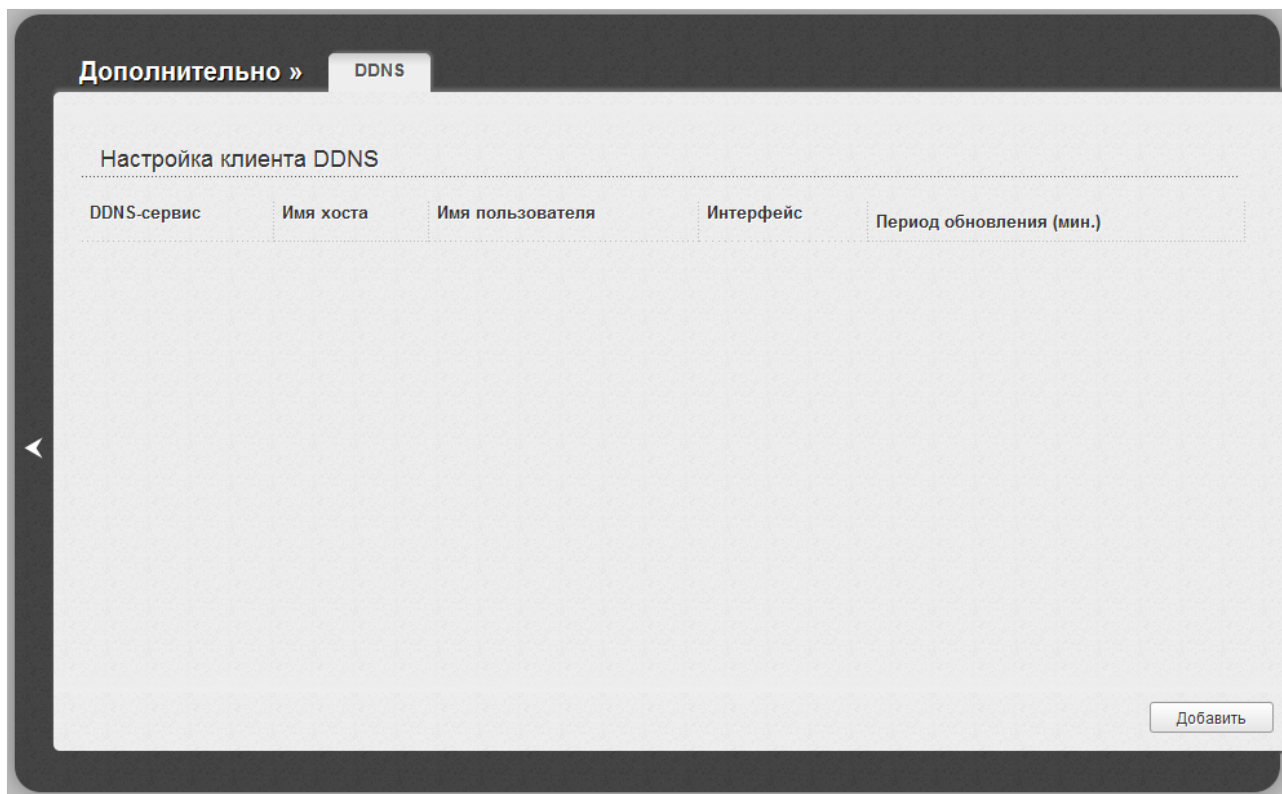 Дополнительно » DDNS
Настройка клиента DDNS
DDNS-сервис Имя хоста Имя пользователя Интерфейс Период обновления (мин.)
Добавить